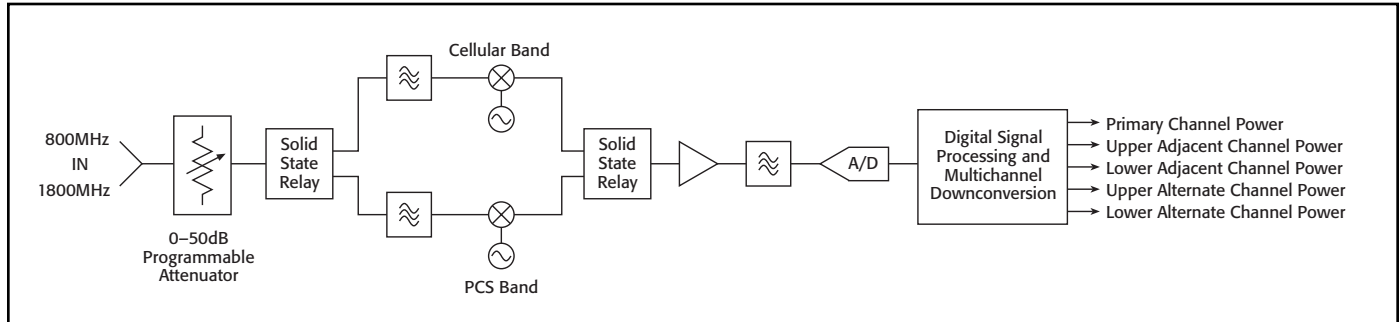 800MHz
IN
1800MHz
0–50dB
Programmable
Attenuator
Solid
State
Relay
Cellular Band
PCS Band
Solid
State
Relay
A/D
Digital Signal
Processing and
Multichannel
Downconversion
Primary Channel Power
Upper Adjacent Channel Power
Lower Adjacent Channel Power
Upper Alternate Channel Power
Lower Alternate Channel Power